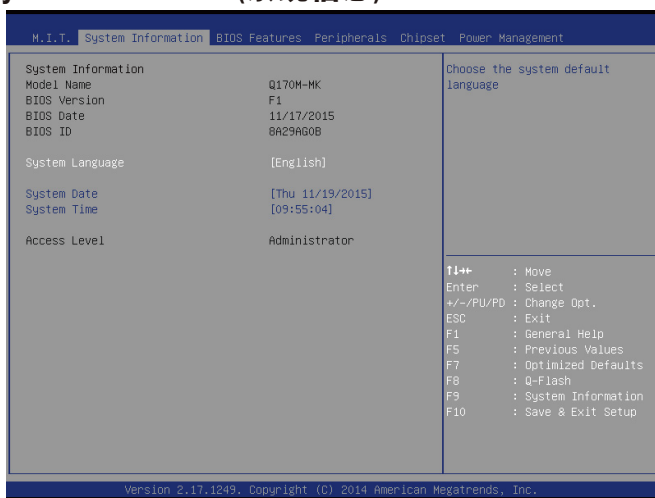 M.I.T. System Information BIOS Features Peripherals Chipset Power Management
System Information
Model Name Q170M-MK
BIOS Version F1
BIOS Date 11/17/2015
BIOS ID 8A29AG0B
System Language [English]
System Date [Thu 11/19/2015]
System Time [09:55:04]
Access Level Administrator
Choose the system default
language
↑↓→← : Move
Enter : Select
+/-/PU/PD : Change Opt.
ESC : Exit
F1 : General Help
F5 : Previous Values
F7 : Optimized Defaults
F8 : Q-Flash
F9 : System Information
F10 : Save & Exit Setup
Version 2.17.1249. Copyright (C) 2014 American Megatrends, Inc.